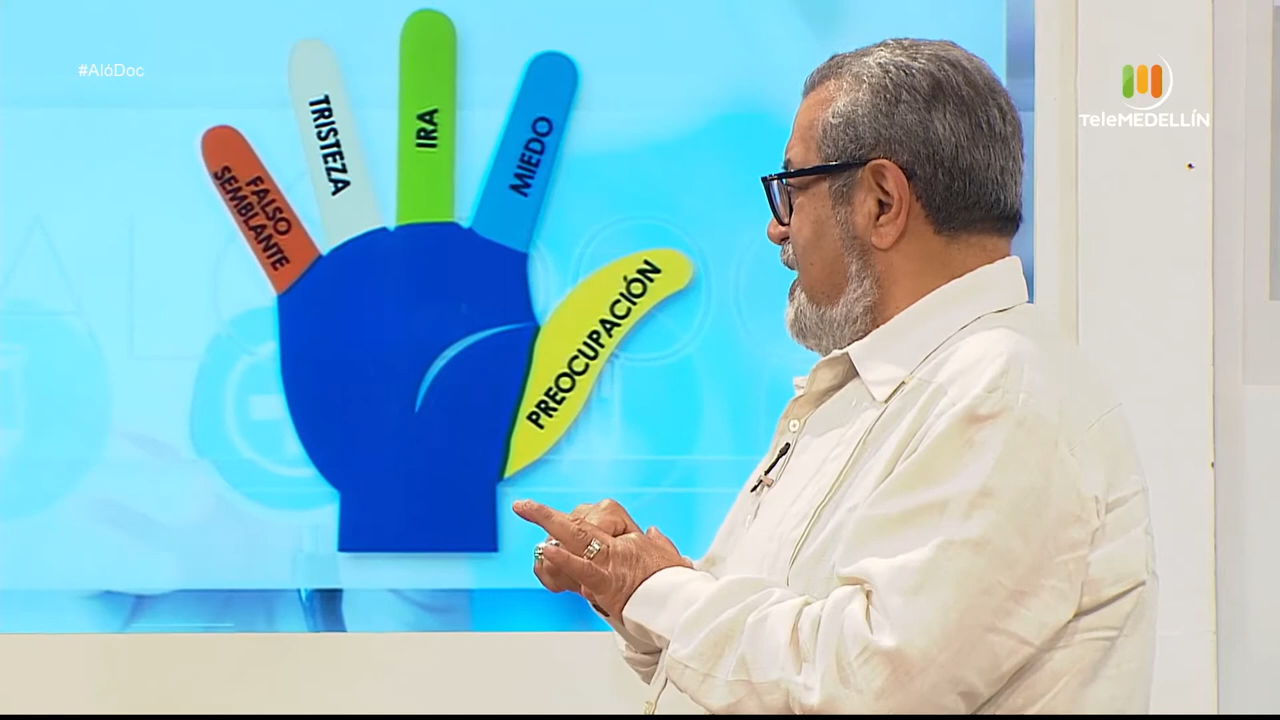 #AlóDoc
TeleMEDELLÍN
FALSO
SEMBLANTE
TRISTEZA
IRA
MIEDO
PREOCUPACIÓN